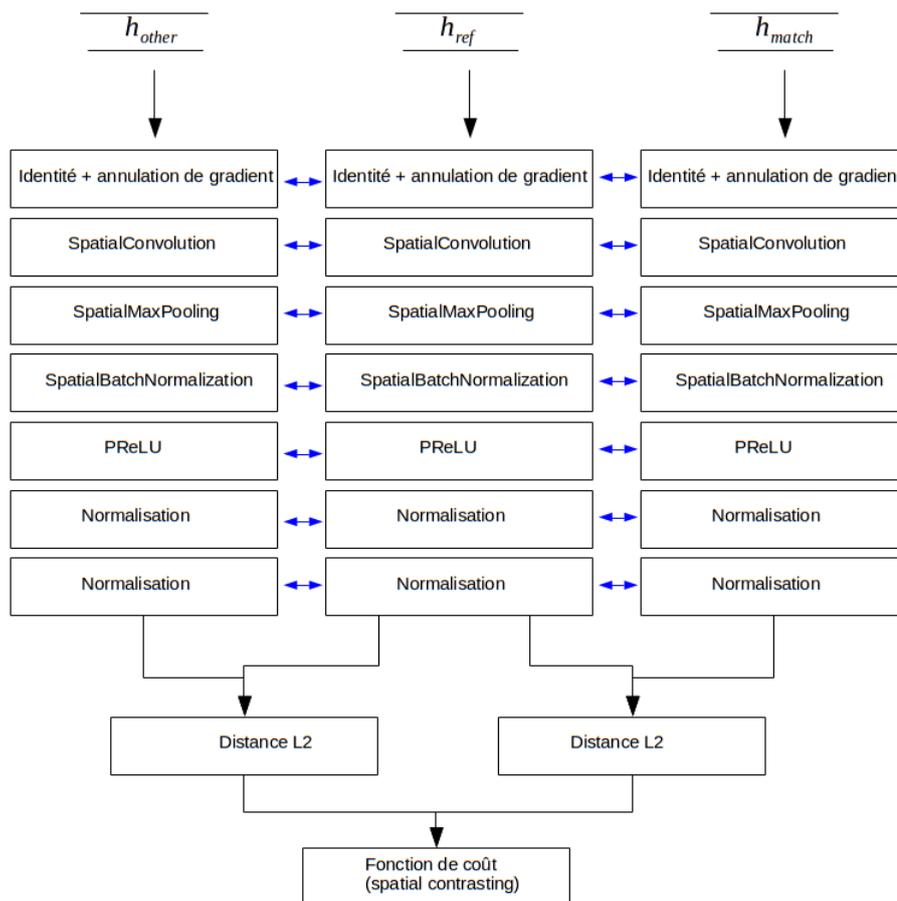 h_other h_ref h_match
Identité + annulation de gradient Identité + annulation de gradient Identité + annulation de gradien
SpatialConvolution SpatialConvolution SpatialConvolution
SpatialMaxPooling SpatialMaxPooling SpatialMaxPooling
SpatialBatchNormalization SpatialBatchNormalization SpatialBatchNormalization
PReLU PReLU PReLU
Normalisation Normalisation Normalisation
Normalisation Normalisation Normalisation
Distance L2 Distance L2
Fonction de coût
(spatial contrasting)